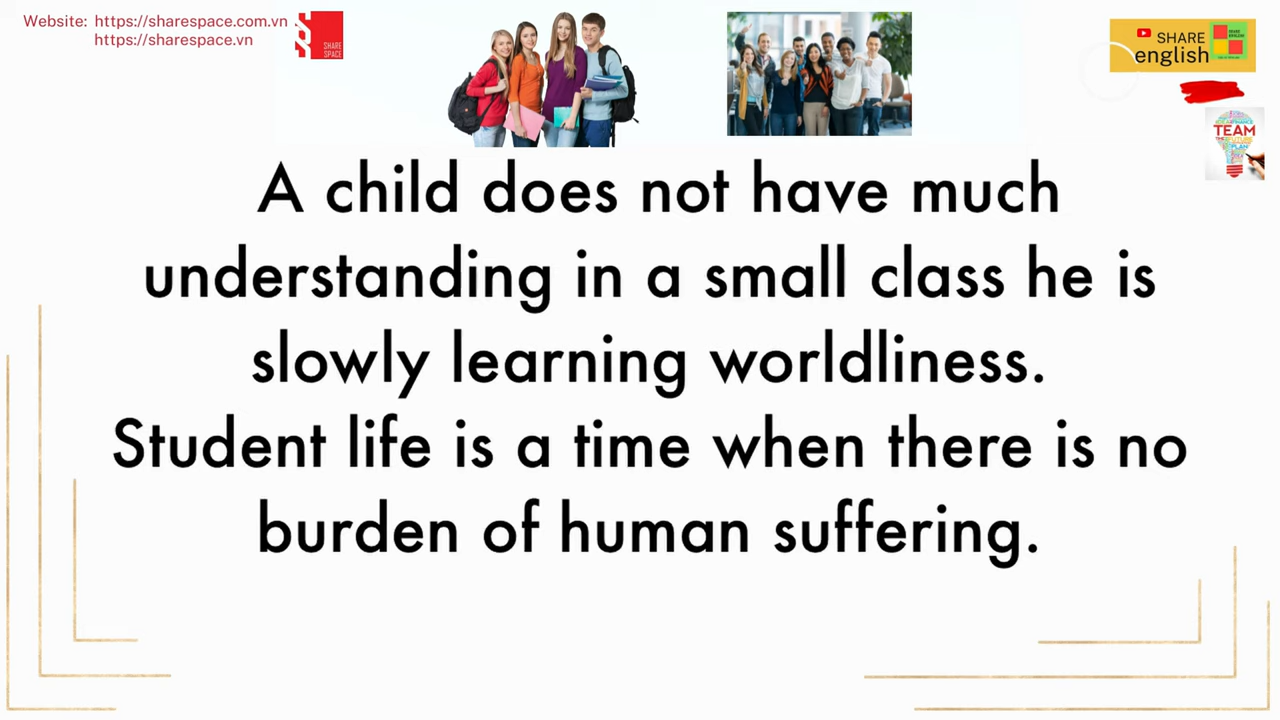 Website: https://sharespace.com.vn
https://sharespace.vn
SHARE
SPACE
SHARE
english
TEAM
PLAN
A child does not have much
understanding in a small class he is
slowly learning worldliness.
Student life is a time when there is no
burden of human suffering.